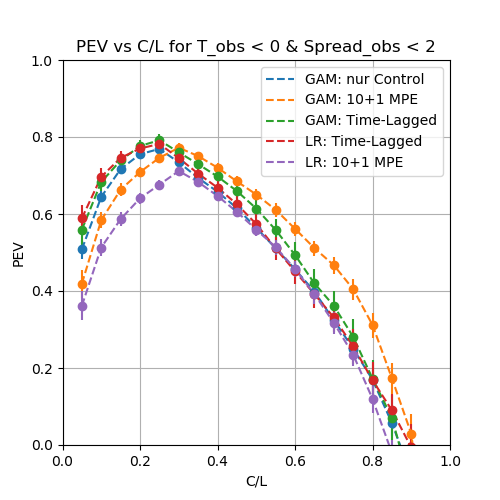 PEV vs C/L for T_obs < 0 & Spread_obs < 2
1.0
GAM: nur Control
GAM: 10+1 MPE
GAM: Time-Lagged
LR: Time-Lagged
LR: 10+1 MPE
0.8
0.6
PEV
0.4
0.2
0.0
0.0 0.2 0.4 0.6 0.8 1.0
C/L